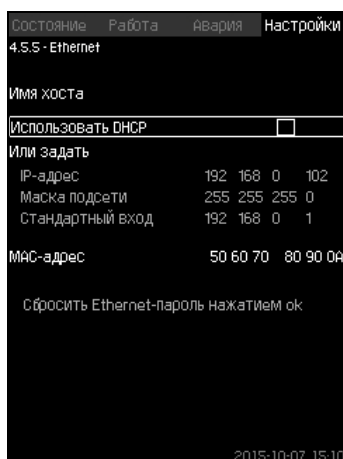 Состояние Работа Авария Настройки
4.5.5 - Ethernet
Имя хоста
Использовать DHCP
Или задать
IP-адрес 192 168 0 102
Маска подсети 255 255 255 0
Стандартный вход 192 168 0 1
MAC-адрес 50 60 70 80 90 0A
Сбросить Ethernet-пароль нажатием ok
2015-10-07 15:10